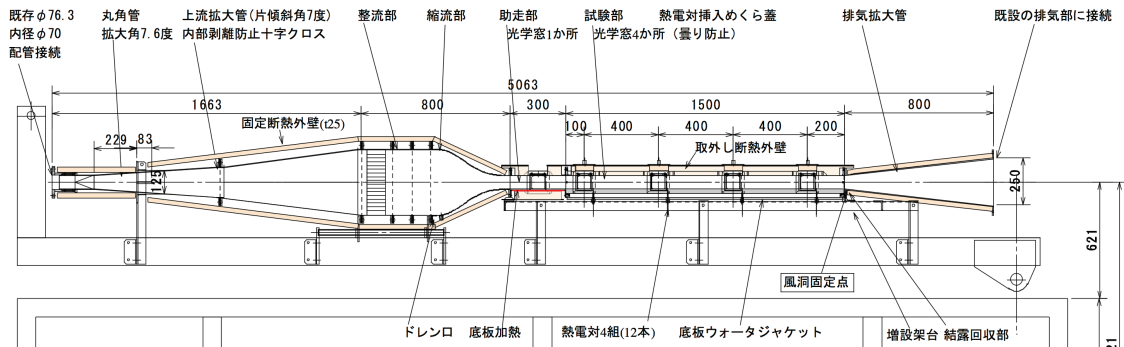 既存φ76.3
内径φ70
配管接続
丸角管
拡大角7.6度
上流拡大管(片傾斜角7度)
内部剥離防止十字クロス
整流部
縮流部
助走部
光学窓1か所
試験部
光学窓4か所
熱電対挿入めくら蓋
(曇り防止)
排気拡大管
既設の排気部に接続
5063
1663
800
300
1500
800
229
83
固定断熱外壁(t25)
100
400
400
400
200
取外し断熱外壁
125
250
621
風洞固定点
ドレン口
底板加熱
熱電対4組(12本)
底板ウォータジャケット
増設架台
結露回収部